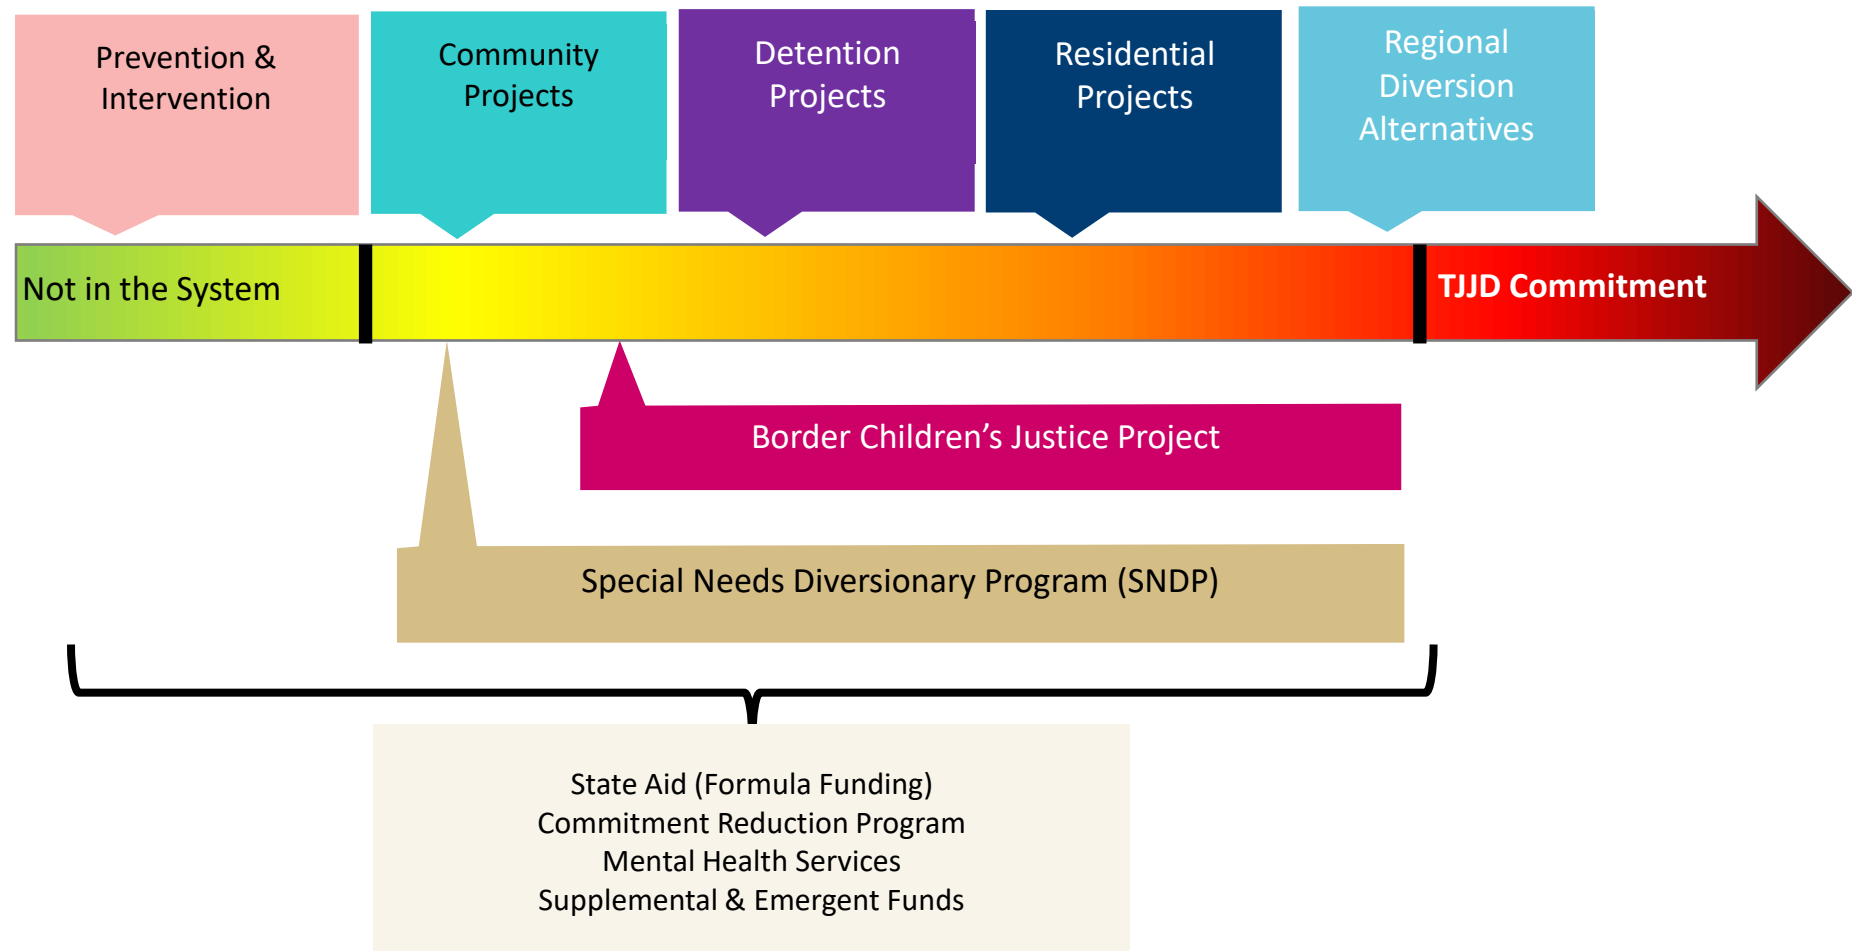 Prevention &
Intervention
Community
Projects
Detention
Projects
Residential
Projects
Regional
Diversion
Alternatives
Not in the System
TJJD Commitment
Border Children’s Justice Project
Special Needs Diversionary Program (SNDP)
State Aid (Formula Funding)
Commitment Reduction Program
Mental Health Services
Supplemental & Emergent Funds